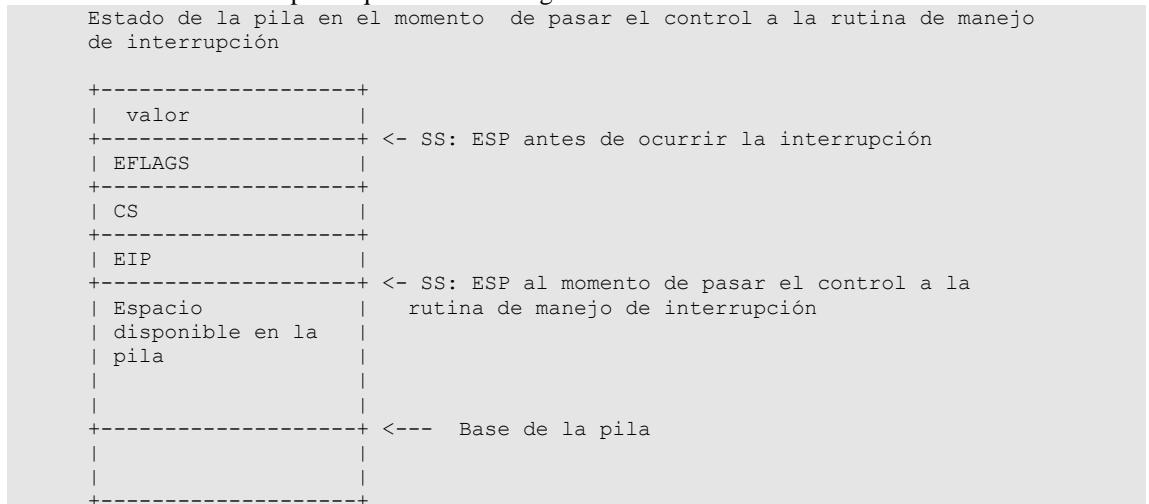 Estado de la pila en el momento  de pasar el control a la rutina de manejo
de interrupción
+--------------------+
|  valor             |
+--------------------+ <- SS: ESP antes de ocurrir la interrupción
| EFLAGS             |
+--------------------+
| CS                 |
+--------------------+
| EIP                |
+--------------------+ <- SS: ESP al momento de pasar el control a la
| Espacio            |   rutina de manejo de interrupción
| disponible en la   |
| pila               |
|                    |
|                    |
+--------------------+ <---  Base de la pila
|                    |
|                    |
+--------------------+